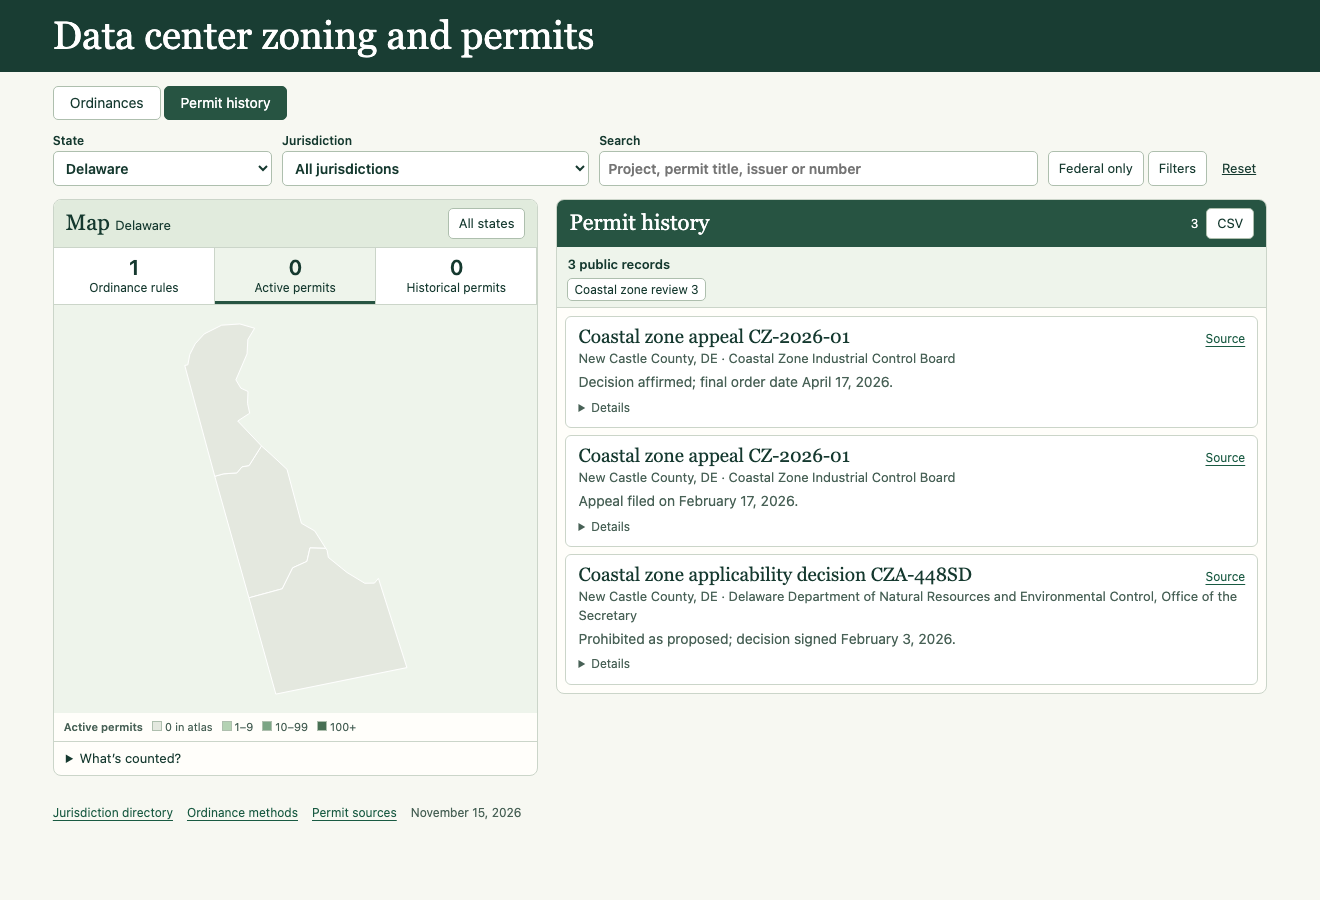 Data center zoning and permits
Ordinances
Permit history
State
Jurisdiction
Search
Delaware
All jurisdictions
Project, permit title, issuer or number
Federal only
Filters
Reset
Map Delaware
All states
1
Ordinance rules
0
Active permits
0
Historical permits
Active permits 0 in atlas 1–9 10–99 100+
What's counted?
Permit history
3
CSV
3 public records
Coastal zone review 3
Coastal zone appeal CZ-2026-01
Source
New Castle County, DE · Coastal Zone Industrial Control Board
Decision affirmed; final order date April 17, 2026.
Details
Coastal zone appeal CZ-2026-01
Source
New Castle County, DE · Coastal Zone Industrial Control Board
Appeal filed on February 17, 2026.
Details
Coastal zone applicability decision CZA-448SD
Source
New Castle County, DE · Delaware Department of Natural Resources and Environmental Control, Office of the
Secretary
Prohibited as proposed; decision signed February 3, 2026.
Details
Jurisdiction directory
Ordinance methods
Permit sources
November 15, 2026